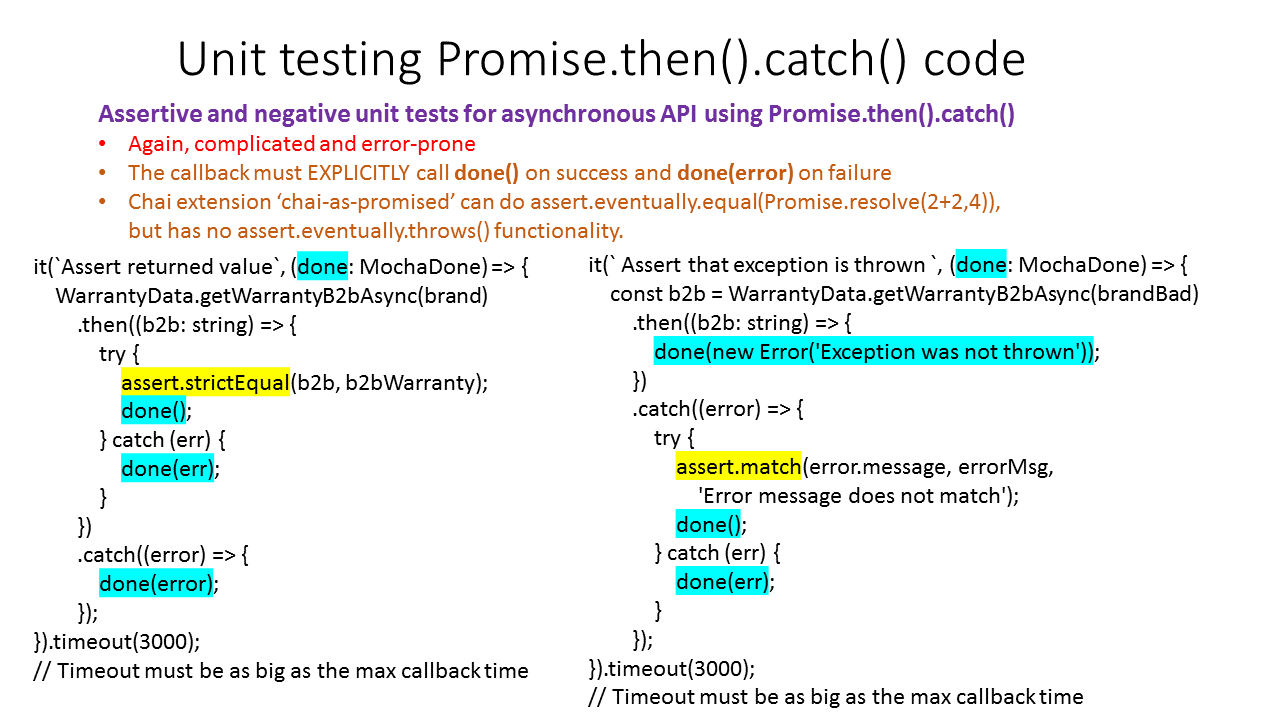 Unit testing Promise.then().catch() code
Assertive and negative unit tests for asynchronous API using Promise.then().catch()
• Again, complicated and error-prone
• The callback must EXPLICITLY call done() on success and done(error) on failure
• Chai extension ‘chai-as-promised’ can do assert.eventually.equal(Promise.resolve(2+2,4)),
but has no assert.eventually.throws() functionality.
it(`Assert returned value`, (done: MochaDone) => {
WarrantyData.getWarrantyB2bAsync(brand)
.then((b2b: string) => {
try {
assert.strictEqual(b2b, b2bWarranty);
done();
} catch (err) {
done(err);
}
})
.catch((error) => {
done(error);
});
}).timeout(3000);
// Timeout must be as big as the max callback time
it(` Assert that exception is thrown `, (done: MochaDone) => {
const b2b = WarrantyData.getWarrantyB2bAsync(brandBad)
.then((b2b: string) => {
done(new Error('Exception was not thrown'));
})
.catch((error) => {
try {
assert.match(error.message, errorMsg,
'Error message does not match');
done();
} catch (err) {
done(err);
}
});
}).timeout(3000);
// Timeout must be as big as the max callback time